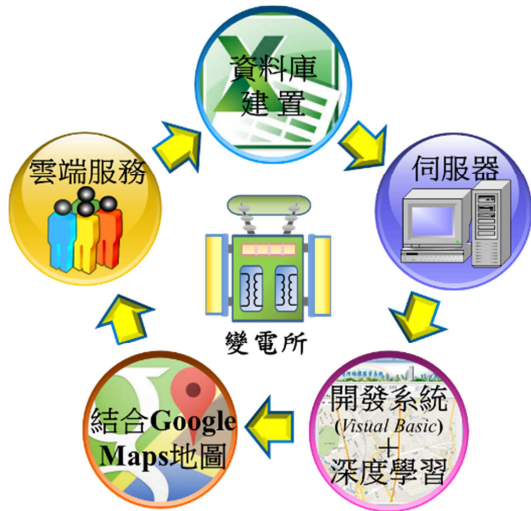 資料庫
建置
伺服器
開發系統
(Visual Basic)
+
深度學習
結合Google
Maps地圖
雲端服務
變電所